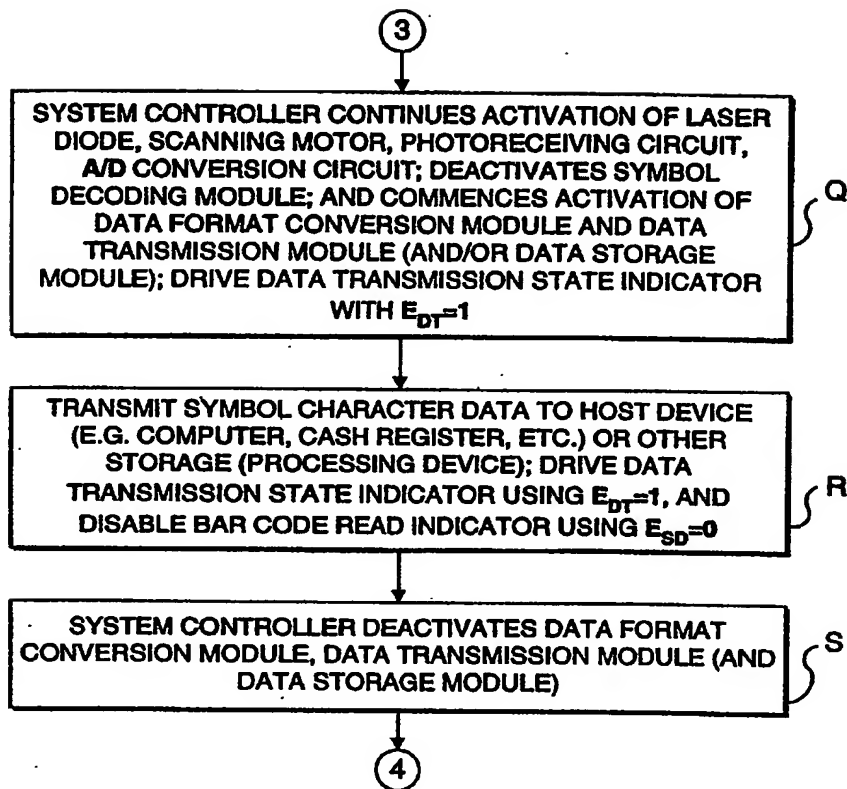 3
SYSTEM CONTROLLER CONTINUES ACTIVATION OF LASER
DIODE, SCANNING MOTOR, PHOTORECEIVING CIRCUIT,
A/D CONVERSION CIRCUIT; DEACTIVATES SYMBOL
DECODING MODULE; AND COMMENCES ACTIVATION OF
DATA FORMAT CONVERSION MODULE AND DATA
TRANSMISSION MODULE (AND/OR DATA STORAGE
MODULE); DRIVE DATA TRANSMISSION STATE INDICATOR
WITH E_DT=1
Q
TRANSMIT SYMBOL CHARACTER DATA TO HOST DEVICE
(E.G. COMPUTER, CASH REGISTER, ETC.) OR OTHER
STORAGE (PROCESSING DEVICE); DRIVE DATA
TRANSMISSION STATE INDICATOR USING E_DT=1, AND
DISABLE BAR CODE READ INDICATOR USING E_SD=0
R
SYSTEM CONTROLLER DEACTIVATES DATA FORMAT
CONVERSION MODULE, DATA TRANSMISSION MODULE (AND
DATA STORAGE MODULE)
S
4